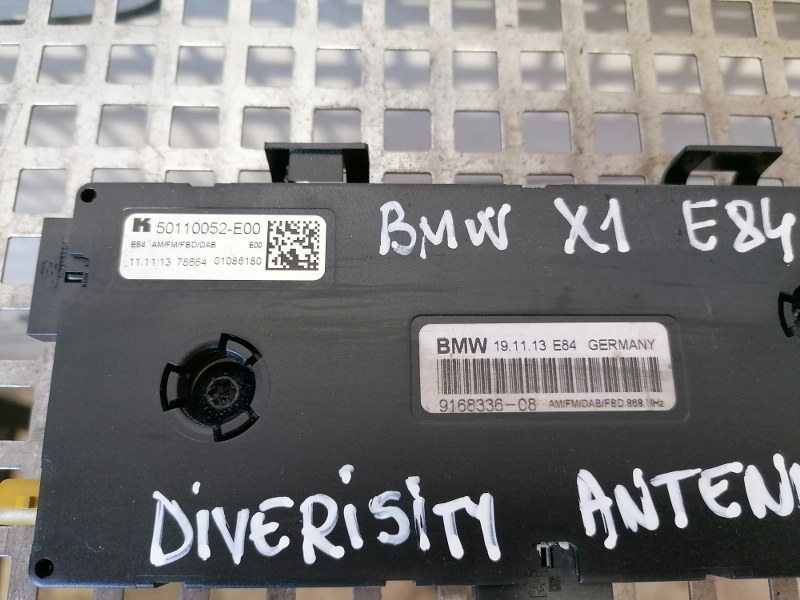 K 50110052-E00
E84 AM/FM/FBD/DAB E00
11.11.13 78664 01086180
BMW X1 E84
BMW 19.11.13 E84 GERMANY
9168336-08 AM/FM/DAB/FBD 868 MHz
DIVERISITY ANTEN